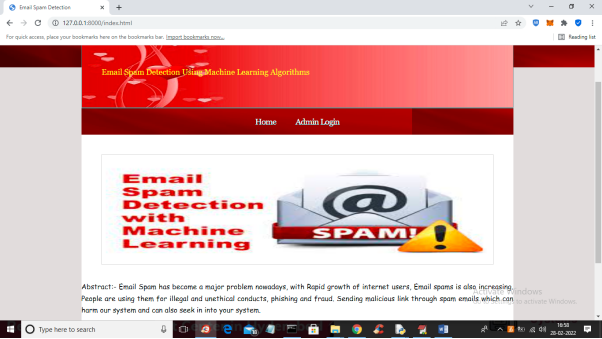 Email Spam Detection
127.0.0.1:8000/index.html
For quick access, place your bookmarks here on the bookmarks bar. Import bookmarks now...
Reading list
Email Spam Detection Using Machine Learning Algorithms
Home Admin Login
Email
Spam
Detection
with
Machine
Learning
@
SPAM!
Abstract:- Email Spam has become a major problem nowadays, with Rapid growth of internet users, Email spams is also increasing.
People are using them for illegal and unethical conducts, phishing and fraud. Sending malicious link through spam emails which can
harm our system and can also seek in into your system.
Activate Windows
to activate Windows.
Type here to search
16:58
28-02-2022